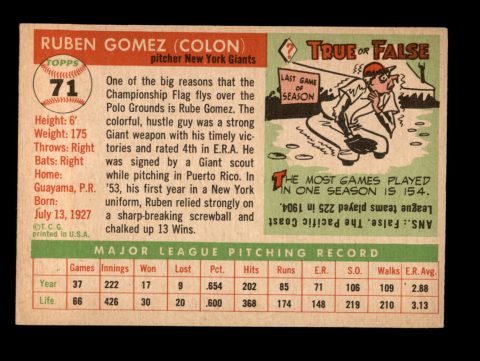 RUBEN GOMEZ (COLON)
pitcher New York Giants
TOPPS
71
Height: 6'
Weight: 175
Throws: Right
Bats: Right
Home:
Guayama, P.R.
Born:
July 13, 1927
©T. C. G.
printed in U.S.A.
One of the big reasons that the
Championship Flag flys over the
Polo Grounds is Rube Gomez. The
colorful, hustle guy was a strong
Giant weapon with his timely victories
and rated 4th in E.R.A. He
was signed by a Giant scout
while pitching in Puerto Rico. In
'53, his first year in a New York
uniform, Ruben relied strongly on
a sharp-breaking screwball and
chalked up 13 Wins.
?
TRUE OR FALSE
LAST GAME
OF
SEASON
THE MOST GAMES PLAYED
IN ONE SEASON IS 154.
ANS.: False. The Pacific Coast
League teams played 225 in 1904.
MAJOR LEAGUE PITCHING RECORD
Games Innings Won Lost Pct. Hits Runs E.R. S.O. Walks E.R. Avg.
Year 37 222 17 9 .654 202 85 71 106 109 2.88
Life 66 426 30 20 .600 368 174 148 219 210 3.13